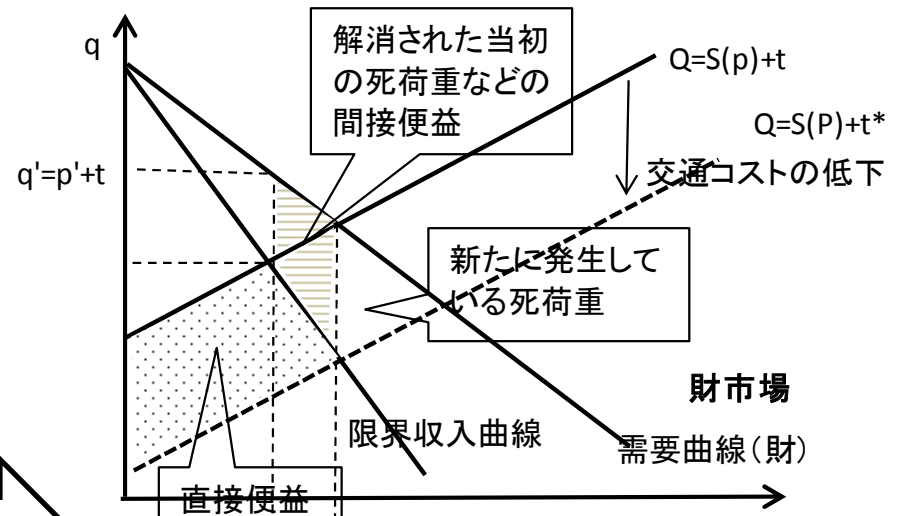 q
解消された当初
の死荷重などの
間接便益
Q=S(p)+t
Q=S(P)+t*
交通コストの低下
q'=p'+t
新たに発生して
いる死荷重
財市場
限界収入曲線
需要曲線(財)
直接便益